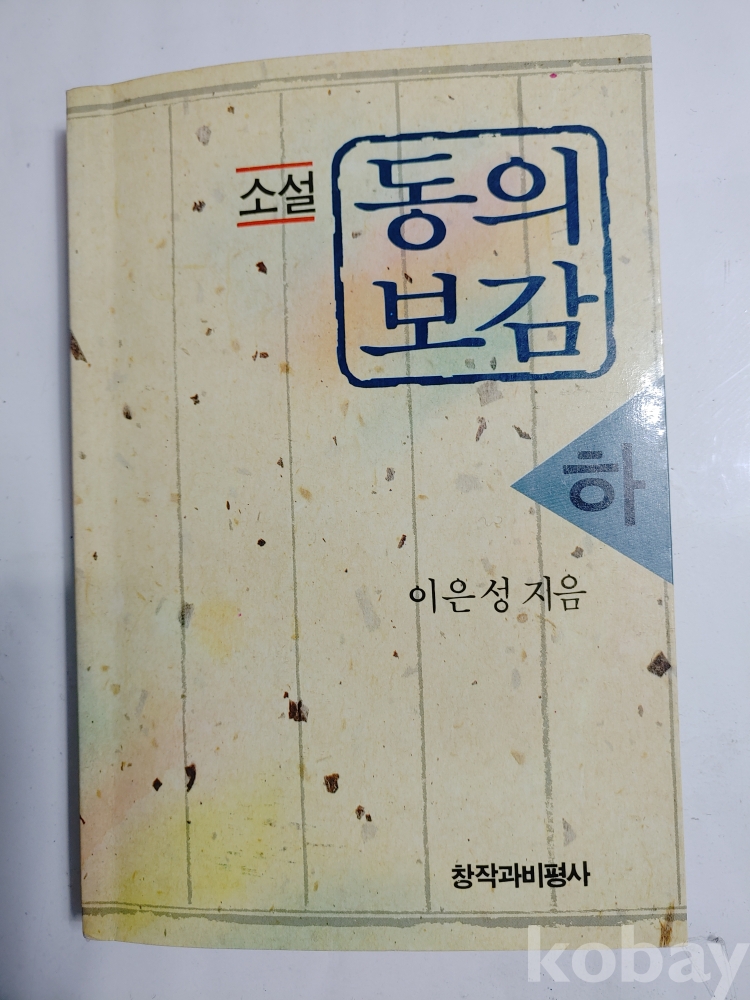 소설
동의
보감
하
이은성 지음
창작과비평사
kobay